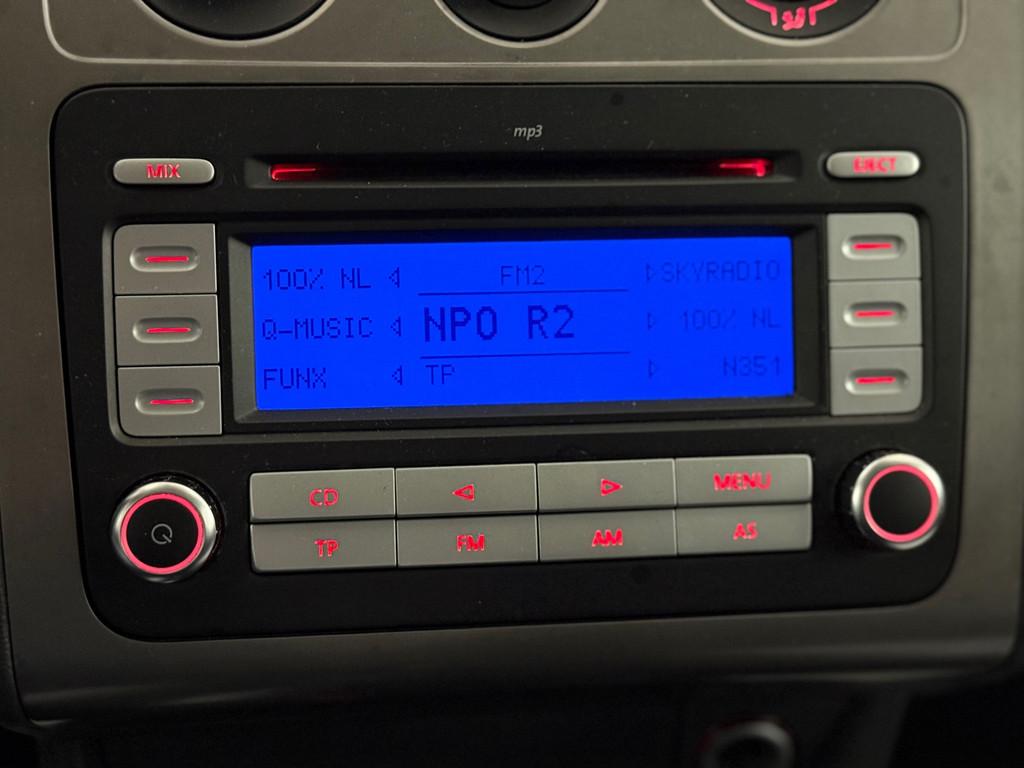 mp3
MIX
EJECT
100% NL FM2 SKYRADIO
Q-MUSIC NPO R2 100% NL
FUNX TP N351
CD MENU
TP FM AM AS